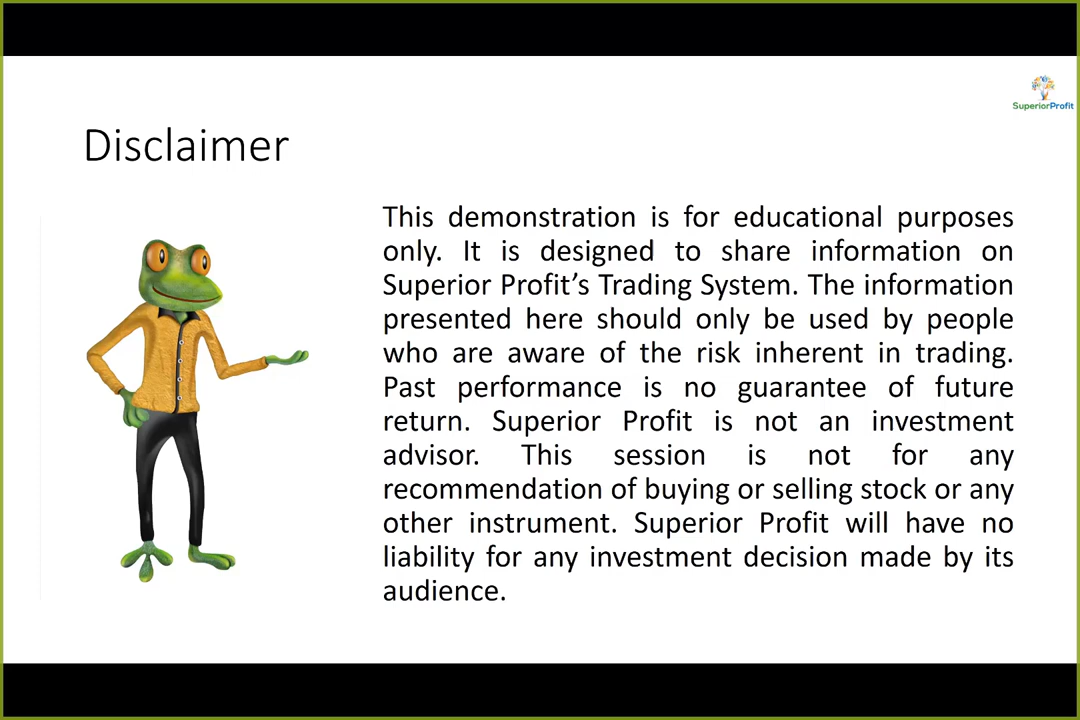 SuperiorProfit
Disclaimer
This demonstration is for educational purposes
only. It is designed to share information on
Superior Profit’s Trading System. The information
presented here should only be used by people
who are aware of the risk inherent in trading.
Past performance is no guarantee of future
return. Superior Profit is not an investment
advisor. This session is not for any
recommendation of buying or selling stock or any
other instrument. Superior Profit will have no
liability for any investment decision made by its
audience.